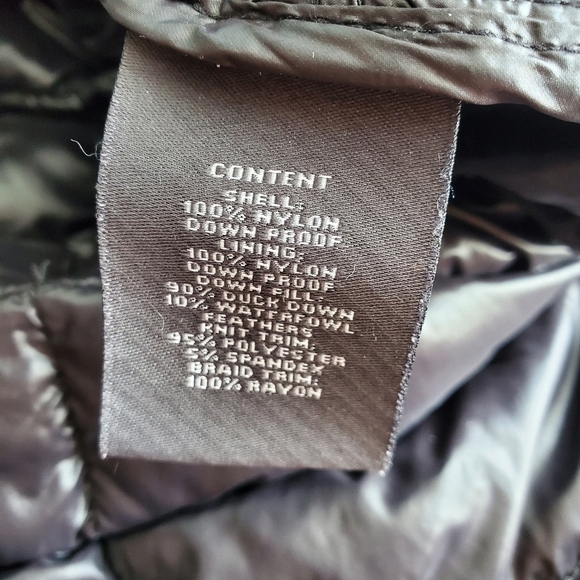 CONTENT
SHELL:
100% NYLON
DOWN PROOF
LINING:
100% NYLON
DOWN PROOF
DOWN FILL:
90% DUCK DOWN
10% WATERFOWL
FEATHERS
KNIT TRIM:
95% POLYESTER
5% SPANDEX
BRAID TRIM:
100% RAYON